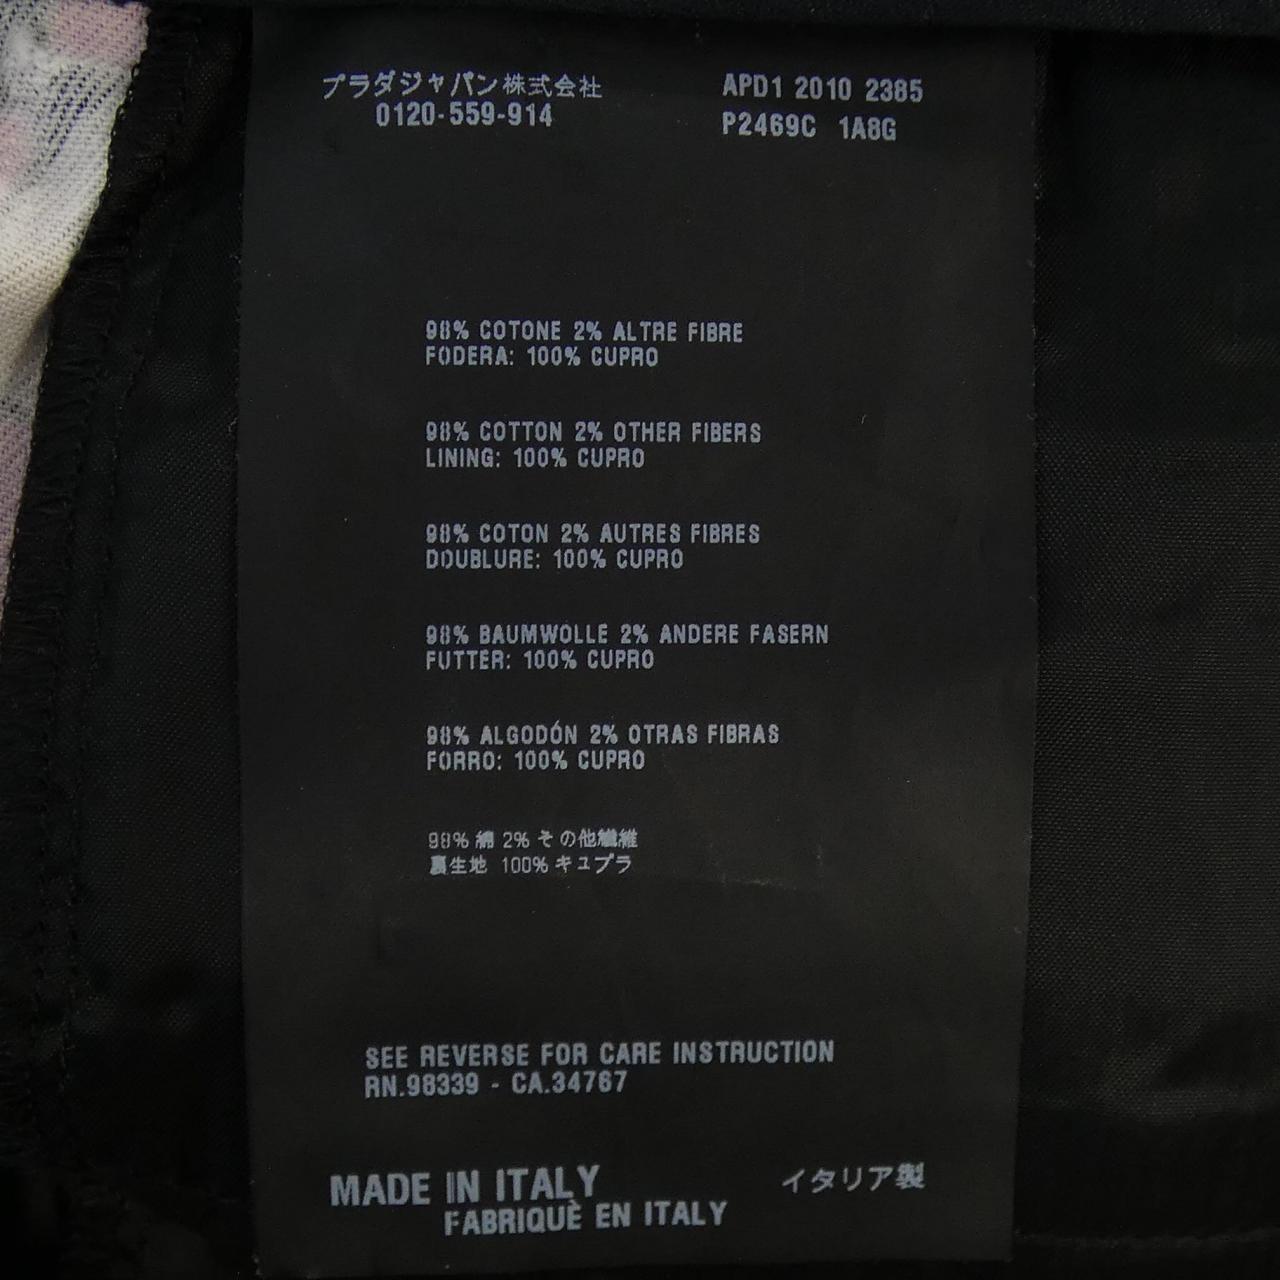 プラダジャパン株式会社
0120-559-914
APD1 2010 2385
P2469C 1A8G
98% COTONE 2% ALTRE FIBRE
FODERA: 100% CUPRO
98% COTTON 2% OTHER FIBERS
LINING: 100% CUPRO
98% COTON 2% AUTRES FIBRES
DOUBLURE: 100% CUPRO
98% BAUMWOLLE 2% ANDERE FASERN
FUTTER: 100% CUPRO
98% ALGODÓN 2% OTRAS FIBRAS
FORRO: 100% CUPRO
98% 綿 2% その他繊維
裏生地 100% キュプラ
SEE REVERSE FOR CARE INSTRUCTION
RN.98339 - CA.34767
MADE IN ITALY
FABRIQUÈ EN ITALY
イタリア製